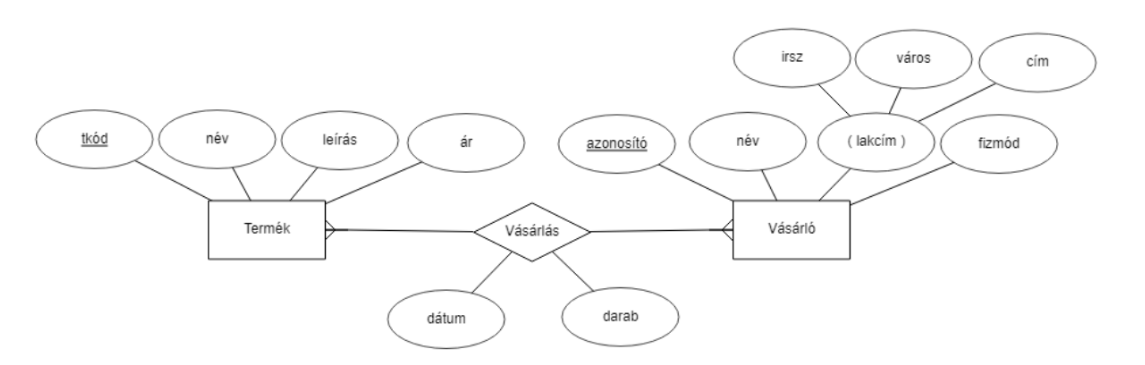 irsz
város
cím
tkód
név
leírás
ár
azonosító
név
( lakcím )
fizmód
Termék
Vásárlás
Vásárló
dátum
darab